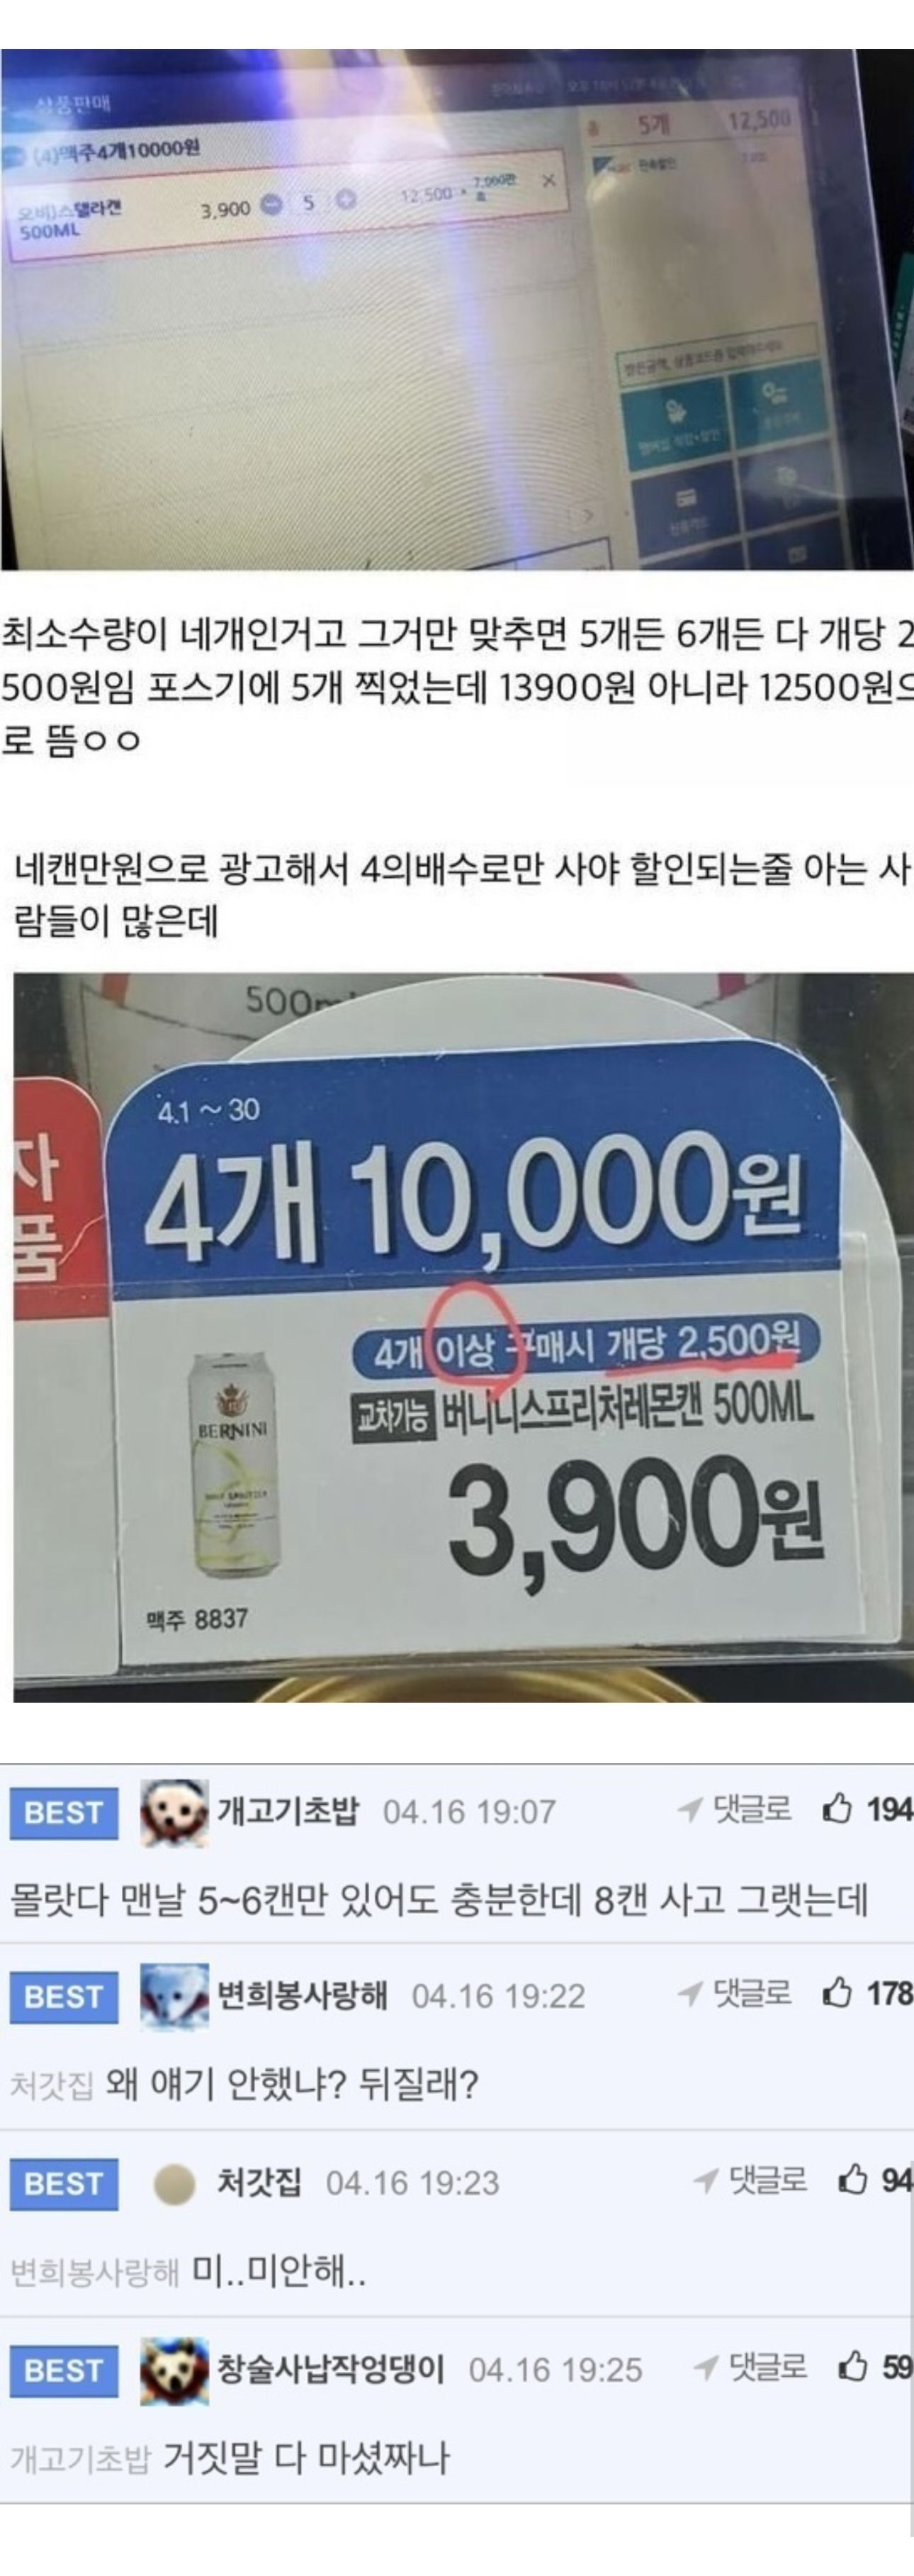 상품판매
(4)맥주4개10000원
오비)스텔라캔
500ML
3,900
5
12,500
총 5개 12,500
최소수량이 네개인거고 그거만 맞추면 5개든 6개든 다 개당 2
500원임 포스기에 5개 찍었는데 13900원 아니라 12500원으
로 뜸ㅇㅇ
네캔만원으로 광고해서 4의배수로만 사야 할인되는줄 아는 사
람들이 많은데
자
품
4.1 ~ 30
4개 10,000원
4개 이상 구매시 개당 2,500원
교차가능 버니니스프리처레몬캔 500ML
BERNINI
3,900원
맥주 8837
BEST 개고기초밥 04.16 19:07 댓글로 194
몰랏다 맨날 5~6캔만 있어도 충분한데 8캔 사고 그랫는데
BEST 변희봉사랑해 04.16 19:22 댓글로 178
처갓집 왜 얘기 안했냐? 뒤질래?
BEST 처갓집 04.16 19:23 댓글로 94
변희봉사랑해 미..미안해..
BEST 창술사납작엉댕이 04.16 19:25 댓글로 59
개고기초밥 거짓말 다 마셨짜나